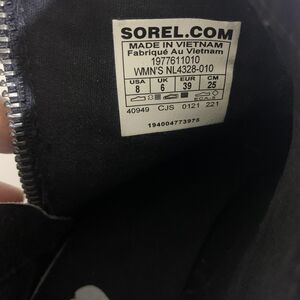 SOREL.COM
MADE IN VIETNAM
Fabriqué Au Vietnam
1977611010
WMN'S NL4328-010
USA UK EUR CM
8 6 39 25
40949 CJS 0121 221
194004773975